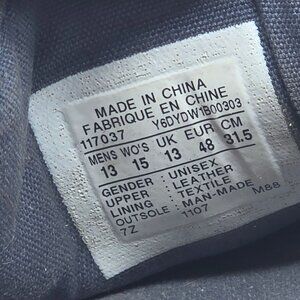 MADE IN CHINA
FABRIQUE EN CHINE
117037 Y6DYDW1B00303
MENS WO'S UK EUR CM
13 15 13 48 31.5
GENDER : UNISEX
UPPER : LEATHER
LINING : TEXTILE
OUTSOLE : MAN-MADE
7Z 1107 M88